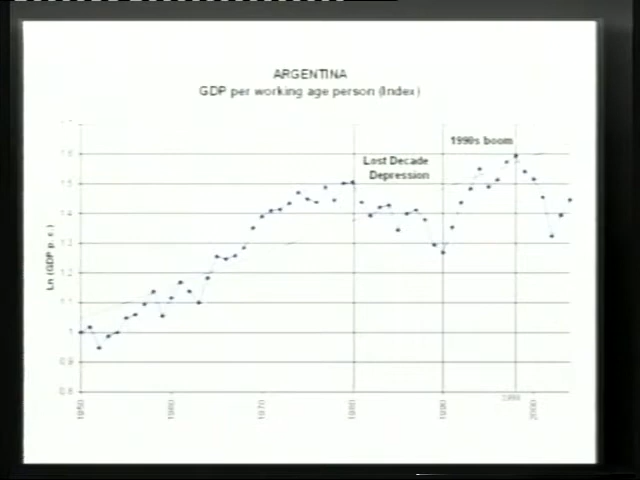 ARGENTINA
GDP per working age person (Index)
1990s boom
Lost Decade
Depression
Ln (GDP p. c.)
1.6
1.5
1.4
1.3
1.2
1.1
1
0.9
0.8
1950
1960
1970
1980
1990
1998
2000